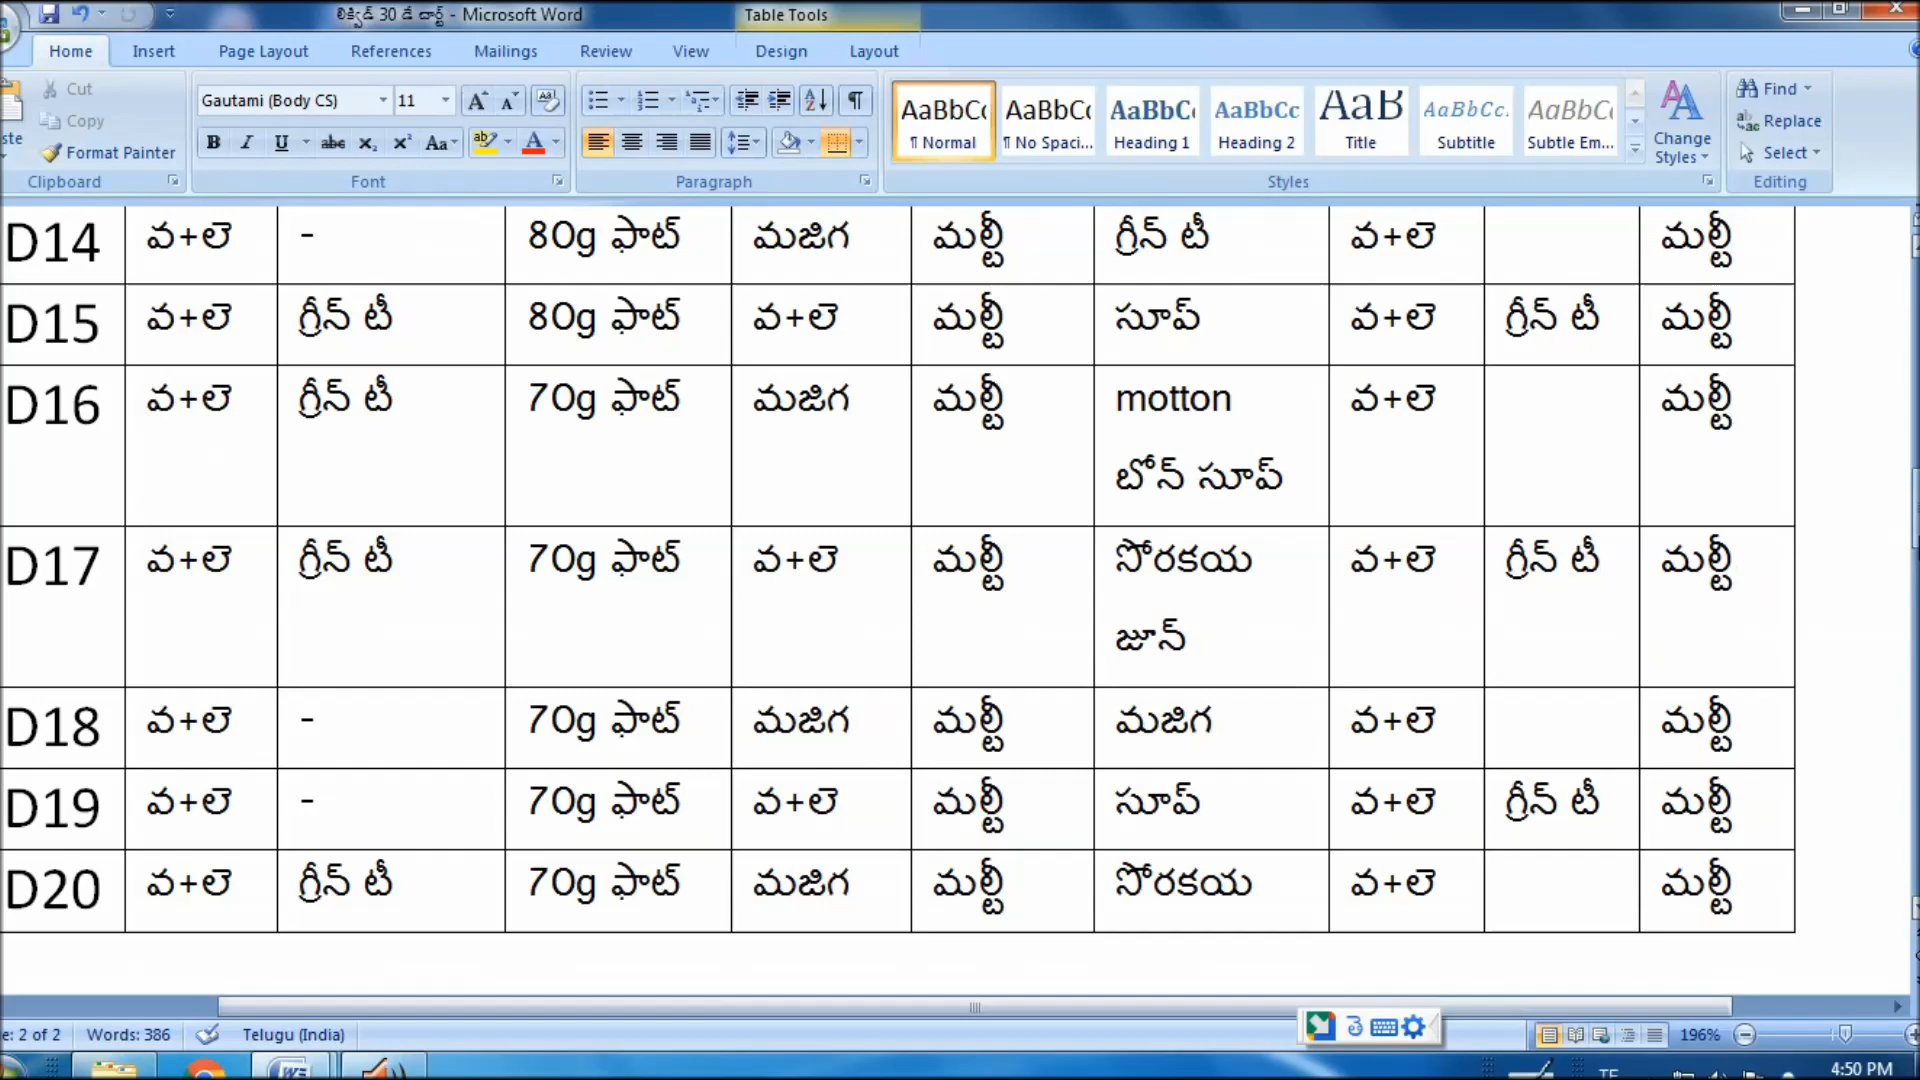 లిక్విడ్ 30 డే చార్ట్ - Microsoft Word
Table Tools
Home Insert Page Layout References Mailings Review View Design Layout
Cut
Copy
Format Painter
Clipboard
Gautami (Body CS) 11
Font
Paragraph
AaBbCc AaBbCc AaBbC AaBbCc AaB AaBbCc. AaBbCc
¶ Normal ¶ No Spaci... Heading 1 Heading 2 Title Subtitle Subtle Em...
Styles
Change Styles
Find
Replace
Select
Editing
D14 వ+లె - 80g ఫాట్ మజిగ మల్టీ గ్రీన్ టీ వ+లె మల్టీ
D15 వ+లె గ్రీన్ టీ 80g ఫాట్ వ+లె మల్టీ సూప్ వ+లె గ్రీన్ టీ మల్టీ
D16 వ+లె గ్రీన్ టీ 70g ఫాట్ మజిగ మల్టీ motton వ+లె మల్టీ
బోన్ సూప్
D17 వ+లె గ్రీన్ టీ 70g ఫాట్ వ+లె మల్టీ సోరకయ వ+లె గ్రీన్ టీ మల్టీ
జూన్
D18 వ+లె - 70g ఫాట్ మజిగ మల్టీ మజిగ వ+లె మల్టీ
D19 వ+లె - 70g ఫాట్ వ+లె మల్టీ సూప్ వ+లె గ్రీన్ టీ మల్టీ
D20 వ+లె గ్రీన్ టీ 70g ఫాట్ మజిగ మల్టీ సోరకయ వ+లె మల్టీ
e: 2 of 2 Words: 386 Telugu (India) తె 196%
TE 4:50 PM